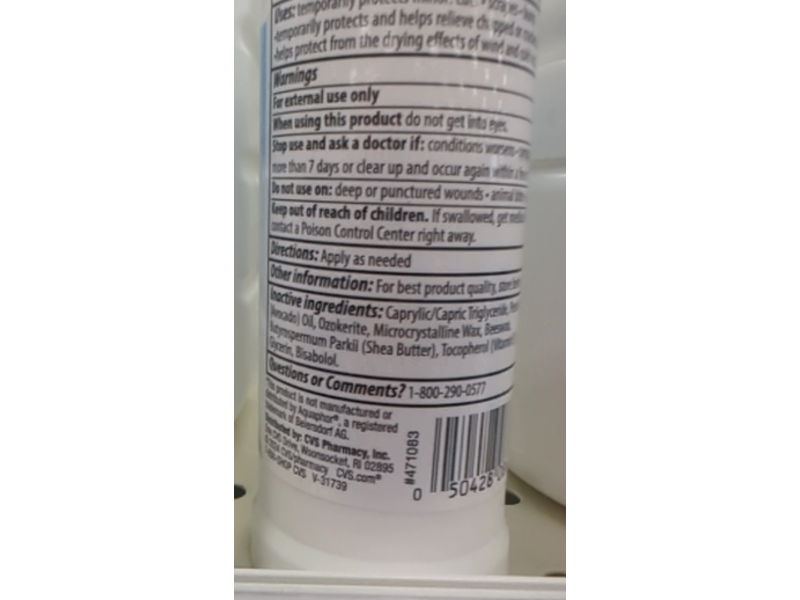 Uses: temporarily protects minor: cuts
•temporarily protects and helps relieve chapped or
•helps protect from the drying effects of wind and
Warnings
For external use only
When using this product do not get into eyes.
Stop use and ask a doctor if: conditions worsen
more than 7 days or clear up and occur again within a
Do not use on: deep or punctured wounds • animal
Keep out of reach of children. If swallowed, get
contact a Poison Control Center right away.
Directions: Apply as needed
Other information: For best product quality, store
Inactive ingredients: Caprylic/Capric Triglyceride,
(Avocado) Oil, Ozokerite, Microcrystalline Wax, Beeswax,
Butyrospermum Parkii (Shea Butter), Tocopherol
Glycerin, Bisabolol.
Questions or Comments? 1-800-290-0577
*This product is not manufactured or
distributed by Aquaphor®, a registered
trademark of Beiersdorf AG.
Distributed by: CVS Pharmacy, Inc.
One CVS Drive, Woonsocket, RI 02895
CVS/pharmacy CVS.com®
CVS V-31739
#471083
0 50428